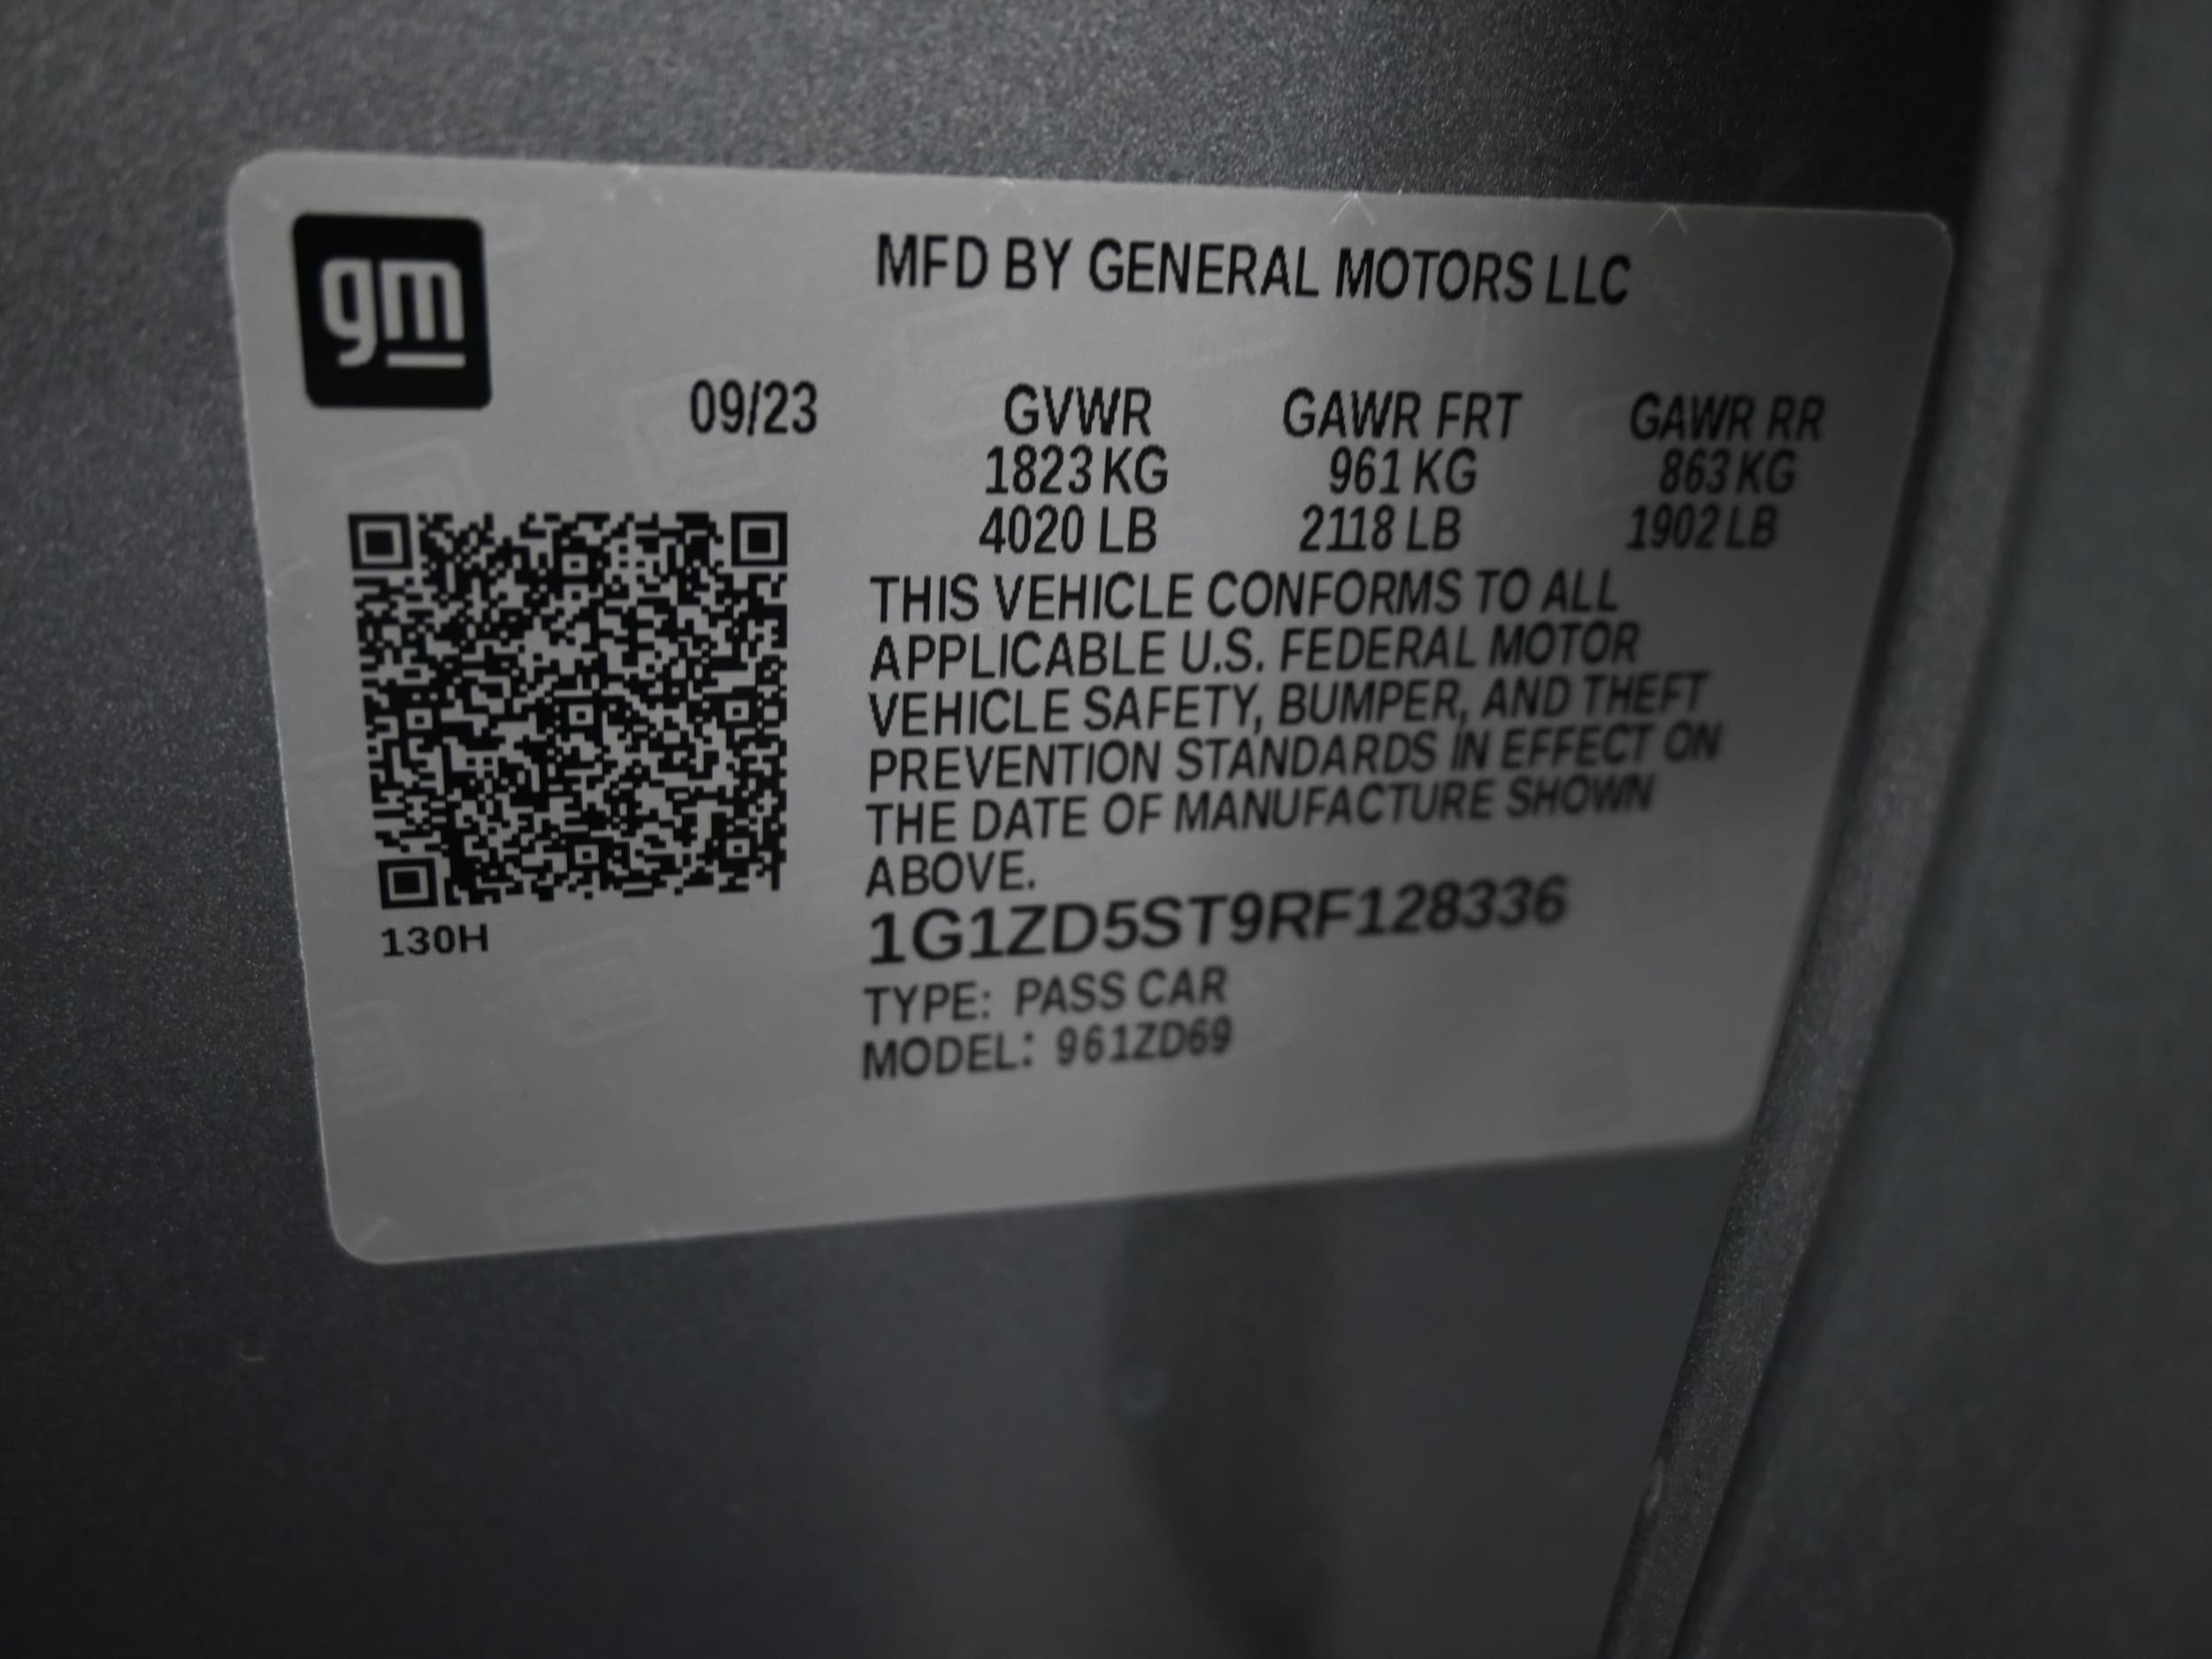 gm
MFD BY GENERAL MOTORS LLC
09/23 GVWR GAWR FRT GAWR RR
1823 KG 961 KG 863 KG
4020 LB 2118 LB 1902 LB
THIS VEHICLE CONFORMS TO ALL
APPLICABLE U.S. FEDERAL MOTOR
VEHICLE SAFETY, BUMPER, AND THEFT
PREVENTION STANDARDS IN EFFECT ON
THE DATE OF MANUFACTURE SHOWN
ABOVE.
130H
1G1ZD5ST9RF128336
TYPE: PASS CAR
MODEL: 961ZD69